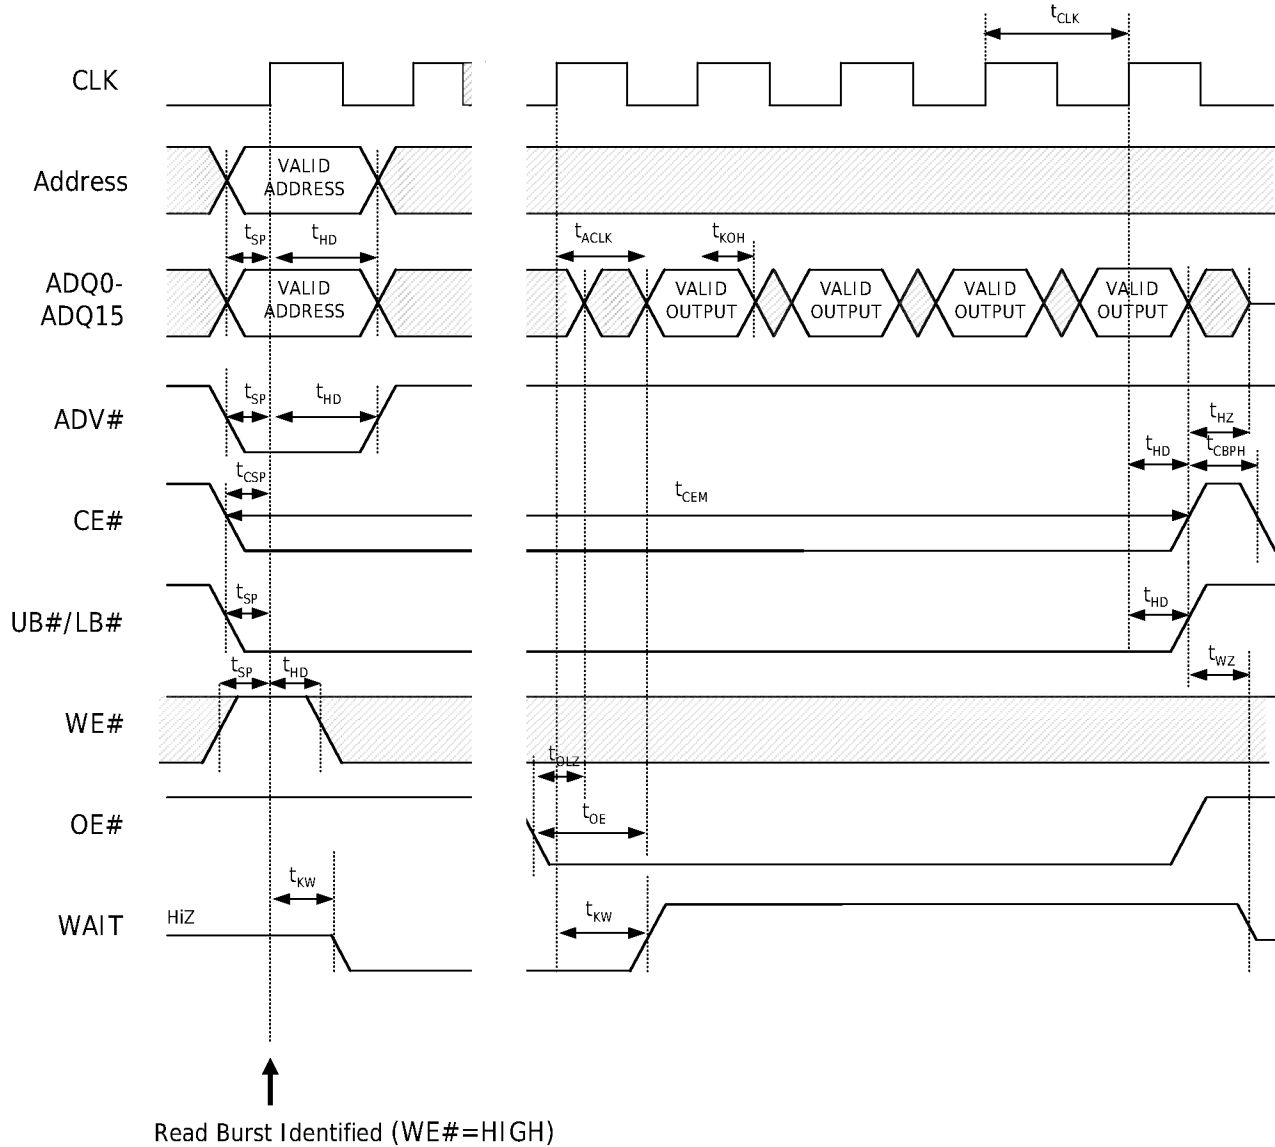 tCLK
CLK
Address
VALID
ADDRESS
tSP
tHD
tACLK
tKOH
ADQ0-
ADQ15
VALID
ADDRESS
VALID
OUTPUT
VALID
OUTPUT
VALID
OUTPUT
VALID
OUTPUT
ADV#
tSP
tHD
tHZ
tHD
tCBPH
CE#
tCSP
tCEM
UB#/LB#
tSP
tHD
WE#
tSP
tHD
tWZ
tOLZ
OE#
tOE
WAIT
HiZ
tKW
tKW
Read Burst Identified (WE#=HIGH)